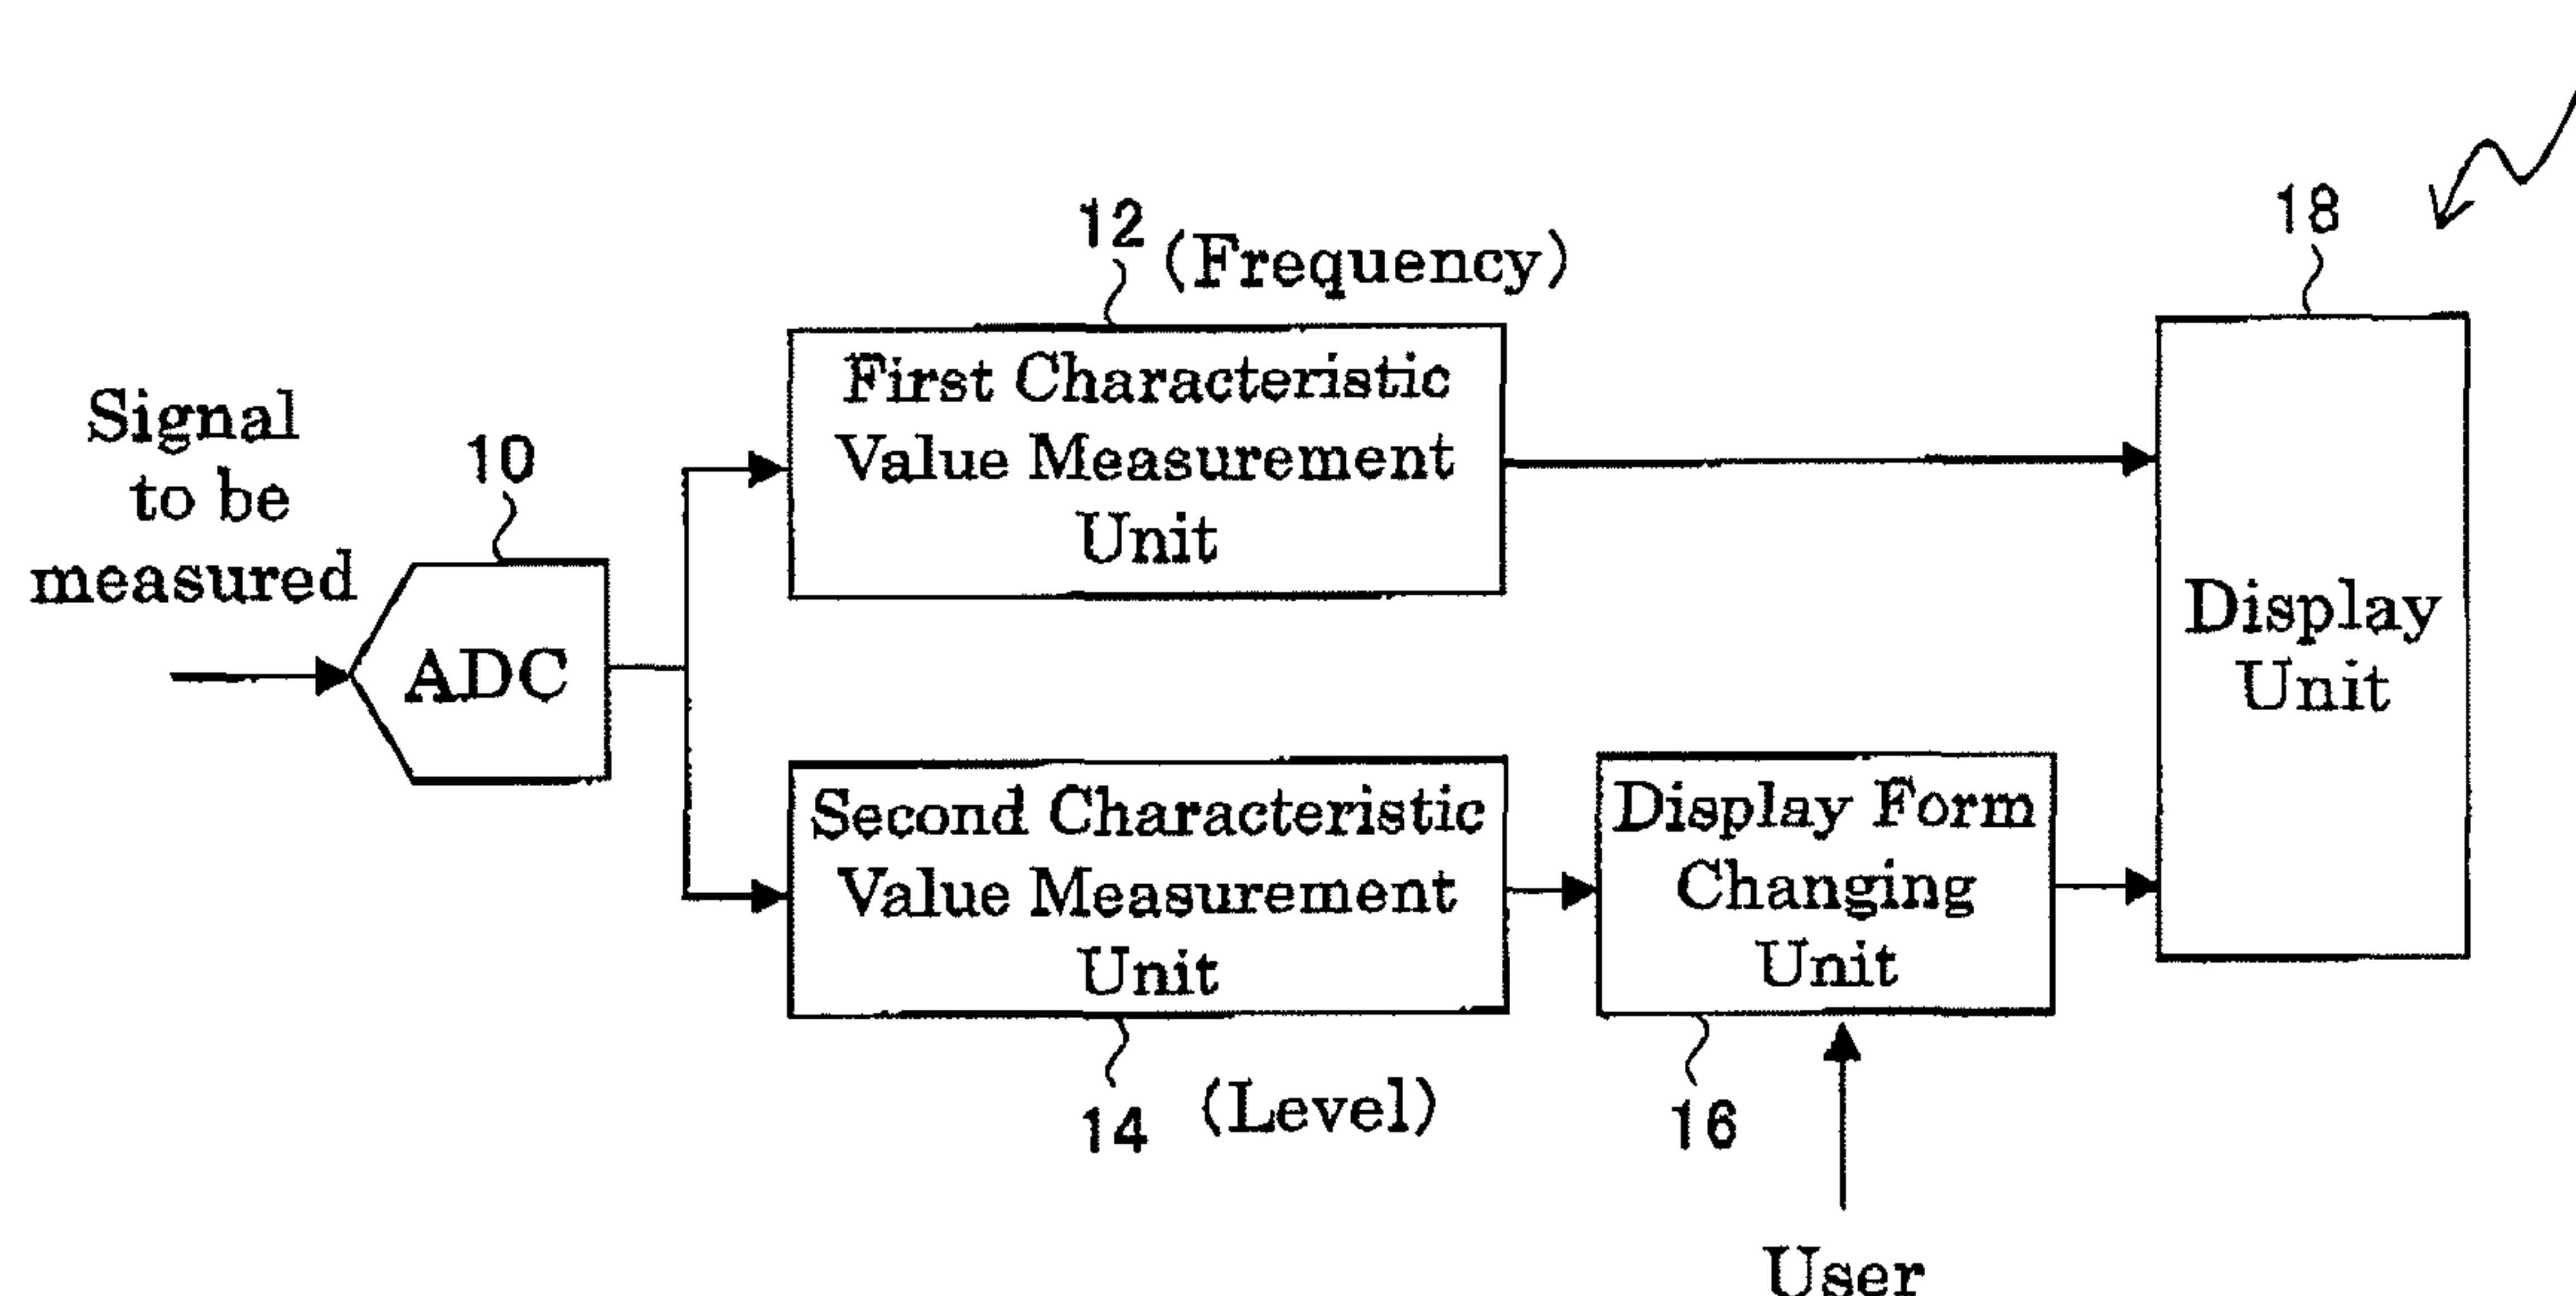 12
(Frequency)
18
First Characteristic
Value Measurement
Unit
Signal
to be
measured
10
ADC
Display
Unit
Second Characteristic
Value Measurement
Unit
Display Form
Changing
Unit
14
(Level)
16
User